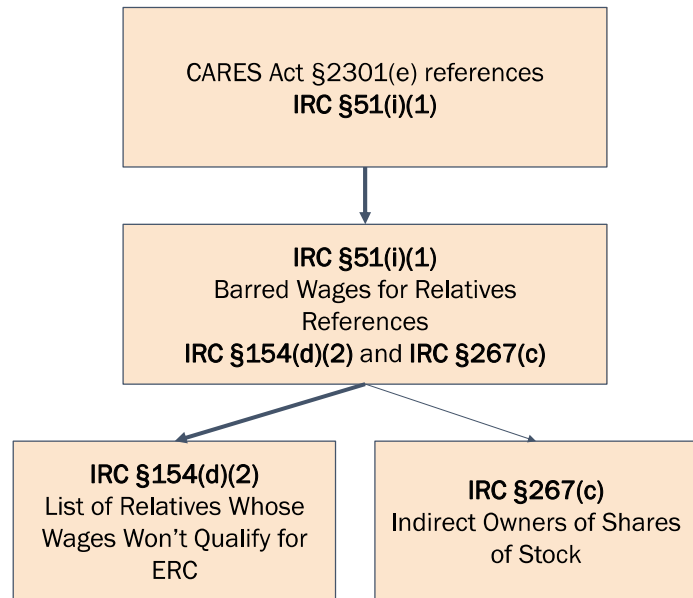 CARES Act §2301(e) references
IRC §51(i)(1)
IRC §51(i)(1)
Barred Wages for Relatives
References
IRC §154(d)(2) and IRC §267(c)
IRC §154(d)(2)
List of Relatives Whose
Wages Won’t Qualify for
ERC
IRC §267(c)
Indirect Owners of Shares
of Stock